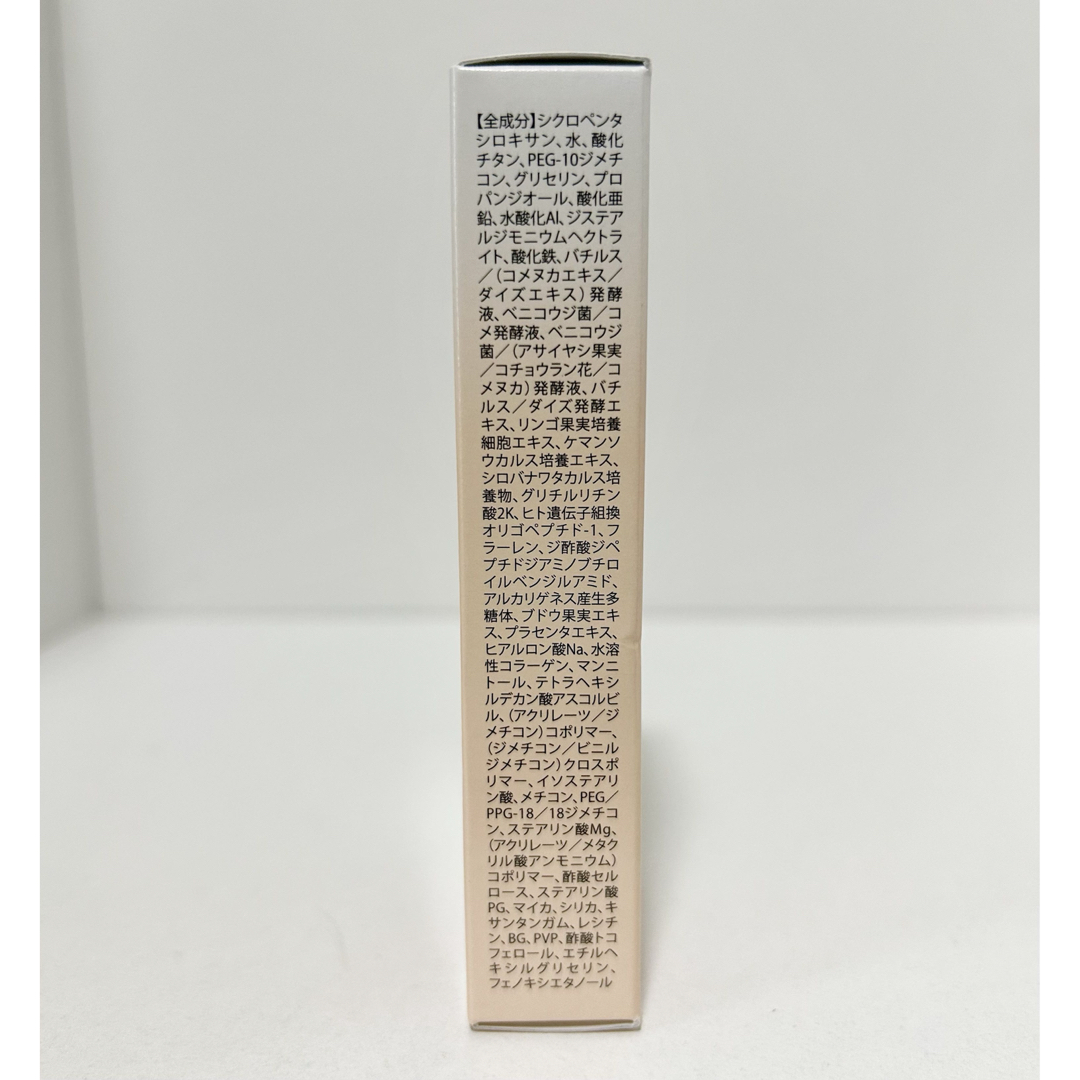 【全成分】シクロペンタ
シロキサン、水、酸化
チタン、PEG-10ジメチ
コン、グリセリン、プロ
パンジオール、酸化亜
鉛、水酸化Al、ジステア
ルジモニウムヘクトラ
イト、酸化鉄、バチルス
／（コメヌカエキス／
ダイズエキス）発酵
液、ベニコウジ菌／コ
メ発酵液、ベニコウジ
菌／（アサイヤシ果実
／コチョウラン花／コ
メヌカ）発酵液、バチ
ルス／ダイズ発酵エ
キス、リンゴ果実培養
細胞エキス、ケマンソ
ウカルス培養エキス、
シロバナワタカルス培
養物、グリチルリチン
酸2K、ヒト遺伝子組換
オリゴペプチド-1、フ
ラーレン、ジ酢酸ジペ
プチドジアミノブチロ
イルベンジルアミド、
アルカリゲネス産生多
糖体、ブドウ果実エキ
ス、プラセンタエキス、
ヒアルロン酸Na、水溶
性コラーゲン、マンニ
トール、テトラヘキシ
ルデカン酸アスコルビ
ル、（アクリレーツ／ジ
メチコン）コポリマー、
（ジメチコン／ビニル
ジメチコン）クロスポ
リマー、イソステアリ
ン酸、メチコン、PEG／
PPG-18／18ジメチコ
ン、ステアリン酸Mg、
（アクリレーツ／メタク
リル酸アンモニウム）
コポリマー、酢酸セル
ロース、ステアリン酸
PG、マイカ、シリカ、キ
サンタンガム、レシチ
ン、BG、PVP、酢酸トコ
フェロール、エチルヘ
キシルグリセリン、
フェノキシエタノール